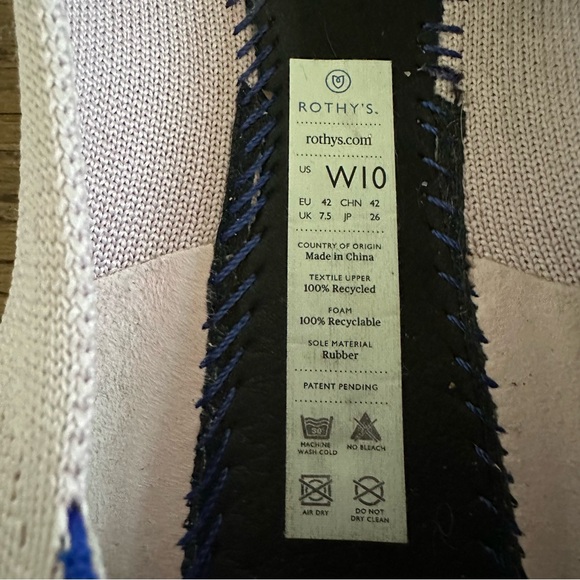 ROTHY'S™
rothys.com
US W10
EU 42 CHN 42
UK 7.5 JP 26
COUNTRY OF ORIGIN
Made in China
TEXTILE UPPER
100% Recycled
FOAM
100% Recyclable
SOLE MATERIAL
Rubber
PATENT PENDING
30°
MACHINE WASH COLD
NO BLEACH
AIR DRY
DO NOT DRY CLEAN